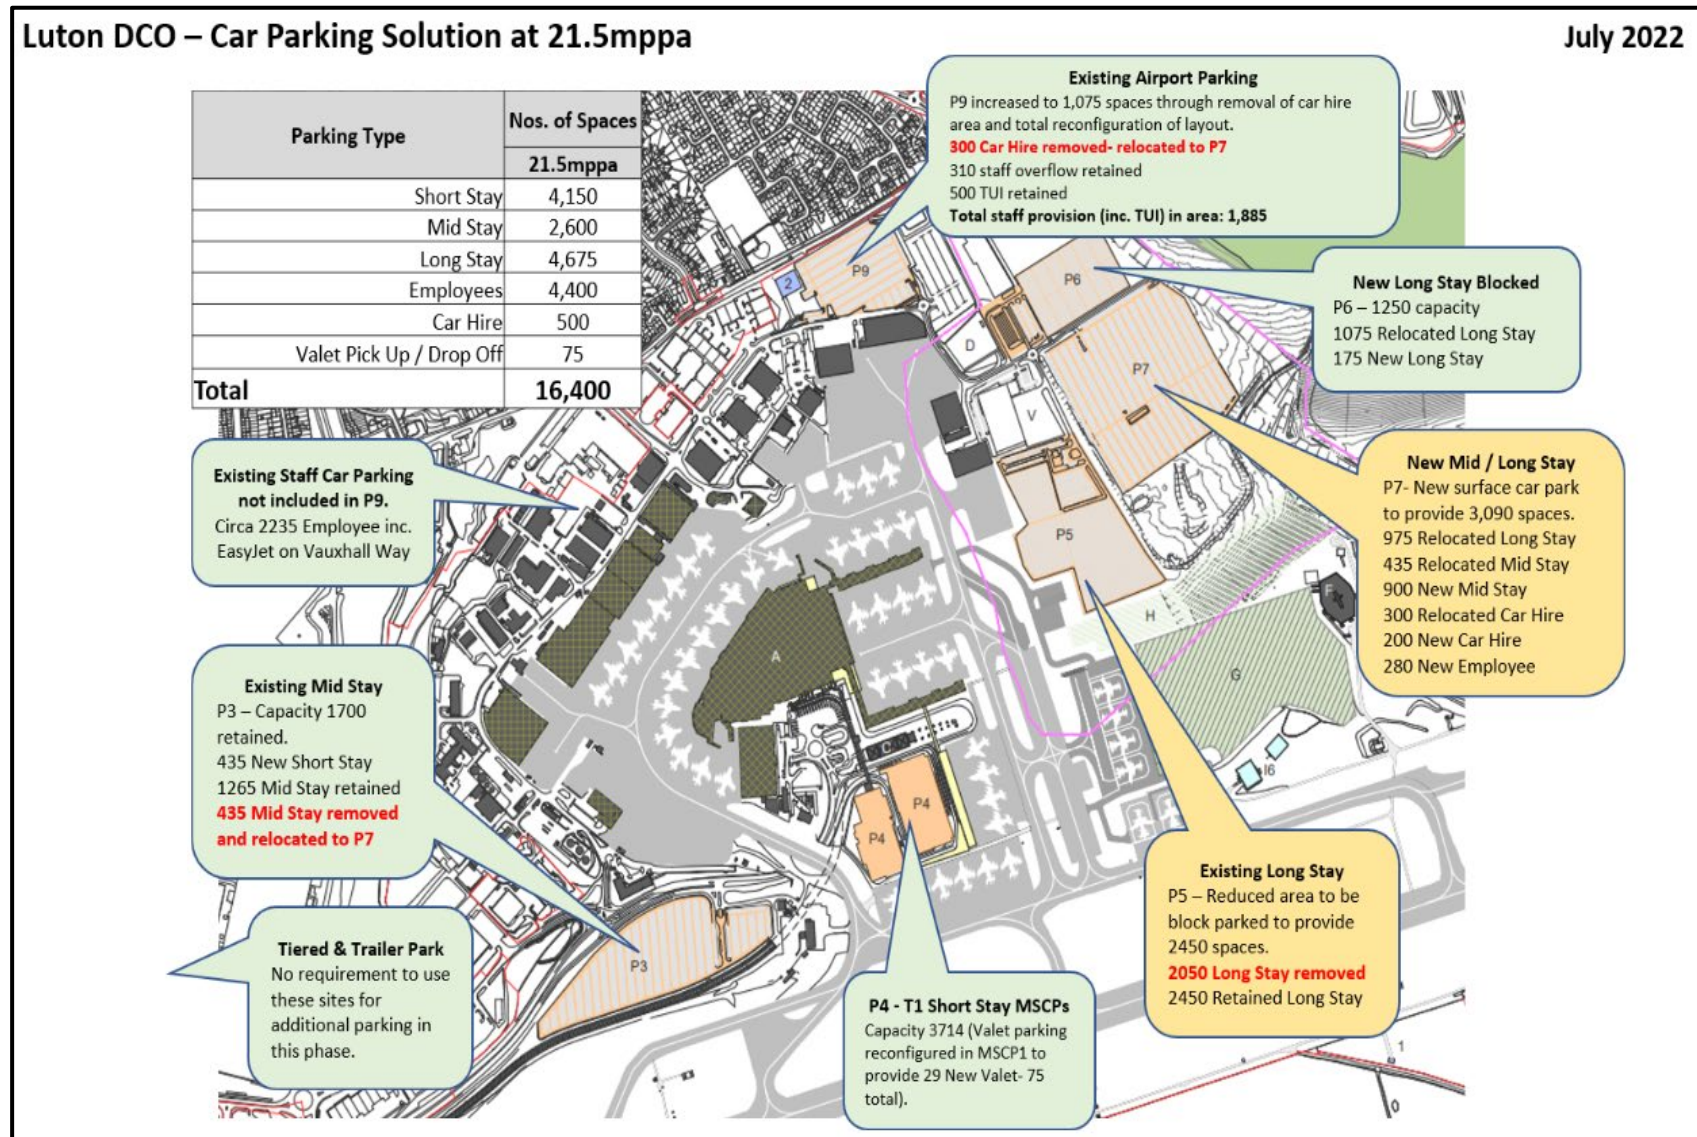 Luton DCO – Car Parking Solution at 21.5mppa
July 2022
Parking Type
Nos. of Spaces
21.5mppa
Short Stay 4,150
Mid Stay 2,600
Long Stay 4,675
Employees 4,400
Car Hire 500
Valet Pick Up / Drop Off 75
Total 16,400
Existing Airport Parking
P9 increased to 1,075 spaces through removal of car hire
area and total reconfiguration of layout.
300 Car Hire removed- relocated to P7
310 staff overflow retained
500 TUI retained
Total staff provision (inc. TUI) in area: 1,885
New Long Stay Blocked
P6 – 1250 capacity
1075 Relocated Long Stay
175 New Long Stay
New Mid / Long Stay
P7- New surface car park
to provide 3,090 spaces.
975 Relocated Long Stay
435 Relocated Mid Stay
900 New Mid Stay
300 Relocated Car Hire
200 New Car Hire
280 New Employee
Existing Staff Car Parking
not included in P9.
Circa 2235 Employee inc.
EasyJet on Vauxhall Way
Existing Mid Stay
P3 – Capacity 1700
retained.
435 New Short Stay
1265 Mid Stay retained
435 Mid Stay removed
and relocated to P7
Tiered & Trailer Park
No requirement to use
these sites for
additional parking in
this phase.
P4 - T1 Short Stay MSCPs
Capacity 3714 (Valet parking
reconfigured in MSCP1 to
provide 29 New Valet- 75
total).
Existing Long Stay
P5 – Reduced area to be
block parked to provide
2450 spaces.
2050 Long Stay removed
2450 Retained Long Stay
2
P9
P6
D
P7
V
P5
F
H
A
G
C
I6
P4
P4
P3
1
0